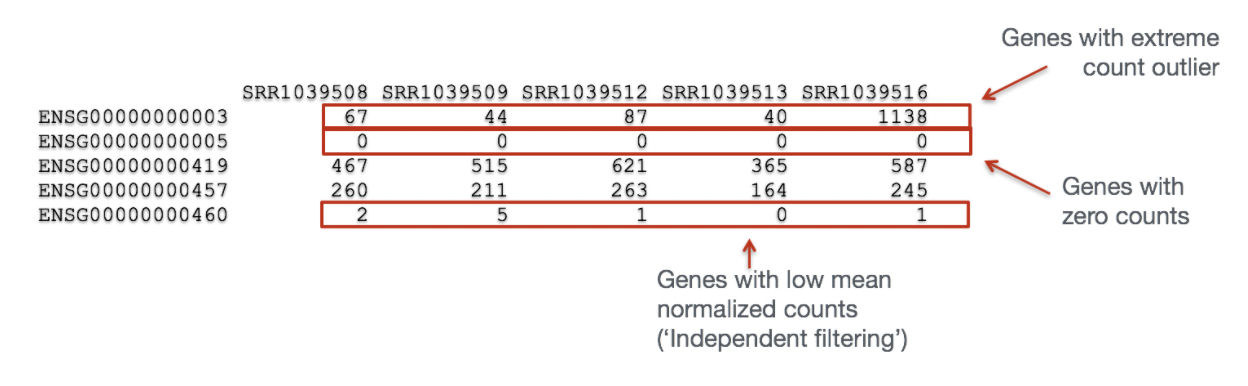 Genes with extreme
count outlier
SRR1039508 SRR1039509 SRR1039512 SRR1039513 SRR1039516
ENSG00000000003 67 44 87 40 1138
ENSG00000000005 0 0 0 0 0
ENSG00000000419 467 515 621 365 587
ENSG00000000457 260 211 263 164 245
ENSG00000000460 2 5 1 0 1
Genes with
zero counts
Genes with low mean
normalized counts
(‘Independent filtering’)